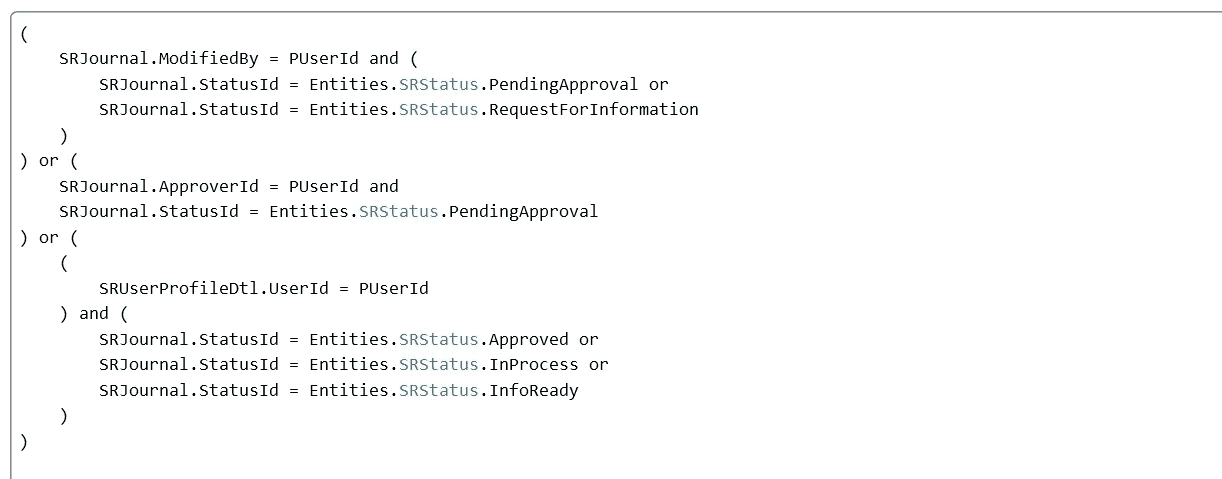 (
    SRJournal.ModifiedBy = PUserId and (
        SRJournal.StatusId = Entities.SRStatus.PendingApproval or
        SRJournal.StatusId = Entities.SRStatus.RequestForInformation
    )
) or (
    SRJournal.ApproverId = PUserId and
    SRJournal.StatusId = Entities.SRStatus.PendingApproval
) or (
    (
        SRUserProfileDtl.UserId = PUserId
    ) and (
        SRJournal.StatusId = Entities.SRStatus.Approved or
        SRJournal.StatusId = Entities.SRStatus.InProcess or
        SRJournal.StatusId = Entities.SRStatus.InfoReady
    )
)